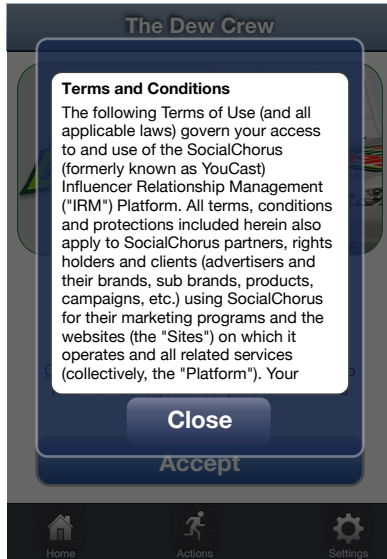 The Dew Crew
Terms and Conditions
The following Terms of Use (and all
applicable laws) govern your access
to and use of the SocialChorus
(formerly known as YouCast)
Influencer Relationship Management
("IRM") Platform. All terms, conditions
and protections included herein also
apply to SocialChorus partners, rights
holders and clients (advertisers and
their brands, sub brands, products,
campaigns, etc.) using SocialChorus
for their marketing programs and the
websites (the "Sites") on which it
operates and all related services
(collectively, the "Platform"). Your
Close
Accept
Home Actions Settings